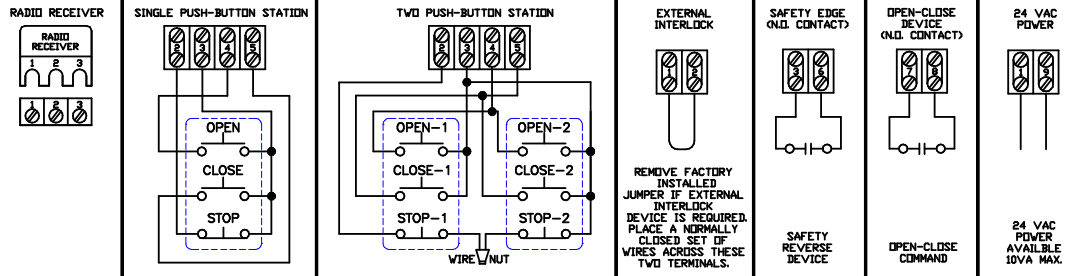 RADIO RECEIVER
RADIO
RECEIVER
1 2 3
1 2 3
SINGLE PUSH-BUTTON STATION
2 3 4 5
OPEN
CLOSE
STOP
TWO PUSH-BUTTON STATION
2 3 4 5
OPEN-1
OPEN-2
CLOSE-1
CLOSE-2
STOP-1
STOP-2
WIRE NUT
EXTERNAL
INTERLOCK
1 2
REMOVE FACTORY
INSTALLED
JUMPER IF EXTERNAL
INTERLOCK
DEVICE IS REQUIRED.
PLACE A NORMALLY
CLOSED SET OF
WIRES ACROSS THESE
TWO TERMINALS.
SAFETY EDGE
(N.O. CONTACT)
3 6
SAFETY
REVERSE
DEVICE
OPEN-CLOSE
DEVICE
(N.O. CONTACT)
7 8
OPEN-CLOSE
COMMAND
24 VAC
POWER
1 9
24 VAC
POWER
AVAILBLE
10VA MAX.